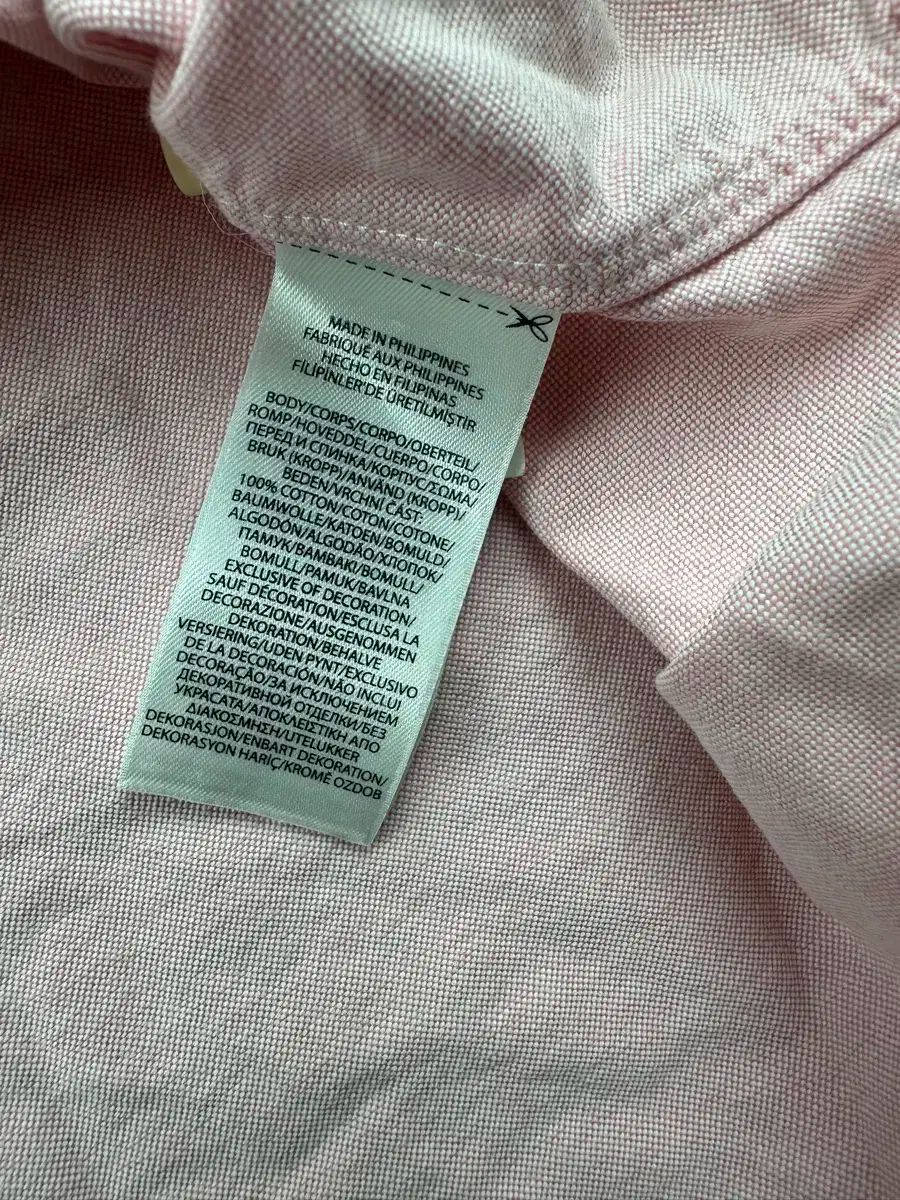 MADE IN PHILIPPINES
FABRIQUÉ AUX PHILIPPINES
HECHO EN FILIPINAS
FİLİPİNLER'DE ÜRETİLMİŞTİR
BODY/CORPS/CORPO/OBERTEIL/
ROMP/HOVEDDEL/CUERPO/CORPO/
ПЕРЕД И СПИНКА/КОРПУС/ΣΩΜΑ/
BRUK (KROPP)/ANVÄND (KROPP)/
BEDEN/VRCHNÍ ČÁST:
100% COTTON/COTON/COTONE/
BAUMWOLLE/KATOEN/BOMULD/
ALGODÓN/ALGODÃO/ХЛОПОК/
ПАМУК/BAMBAKI/BOMULL/
BOMULL/PAMUK/BAVLNA
EXCLUSIVE OF DECORATION/
SAUF DECORATION/ESCLUSA LA
DECORAZIONE/AUSGENOMMEN
DEKORATION/BEHALVE
VERSIERING/UDEN PYNT/EXCLUSIVO
DE LA DECORACIÓN/NÃO INCLUI
DECORAÇÃO/ЗА ИСКЛЮЧЕНИЕМ
ДЕКОРАТИВНОЙ ОТДЕЛКИ/БЕЗ
УКРАСАТА/ΑΠΟΚΛΕΙΣΤΙΚΗ ΑΠΟ
ΔΙΑΚΟΣΜΗΣΗ/UTELUKKER
DEKORASJON/ENBART DEKORATION/
DEKORASYON HARİÇ/KROMĚ OZDOB